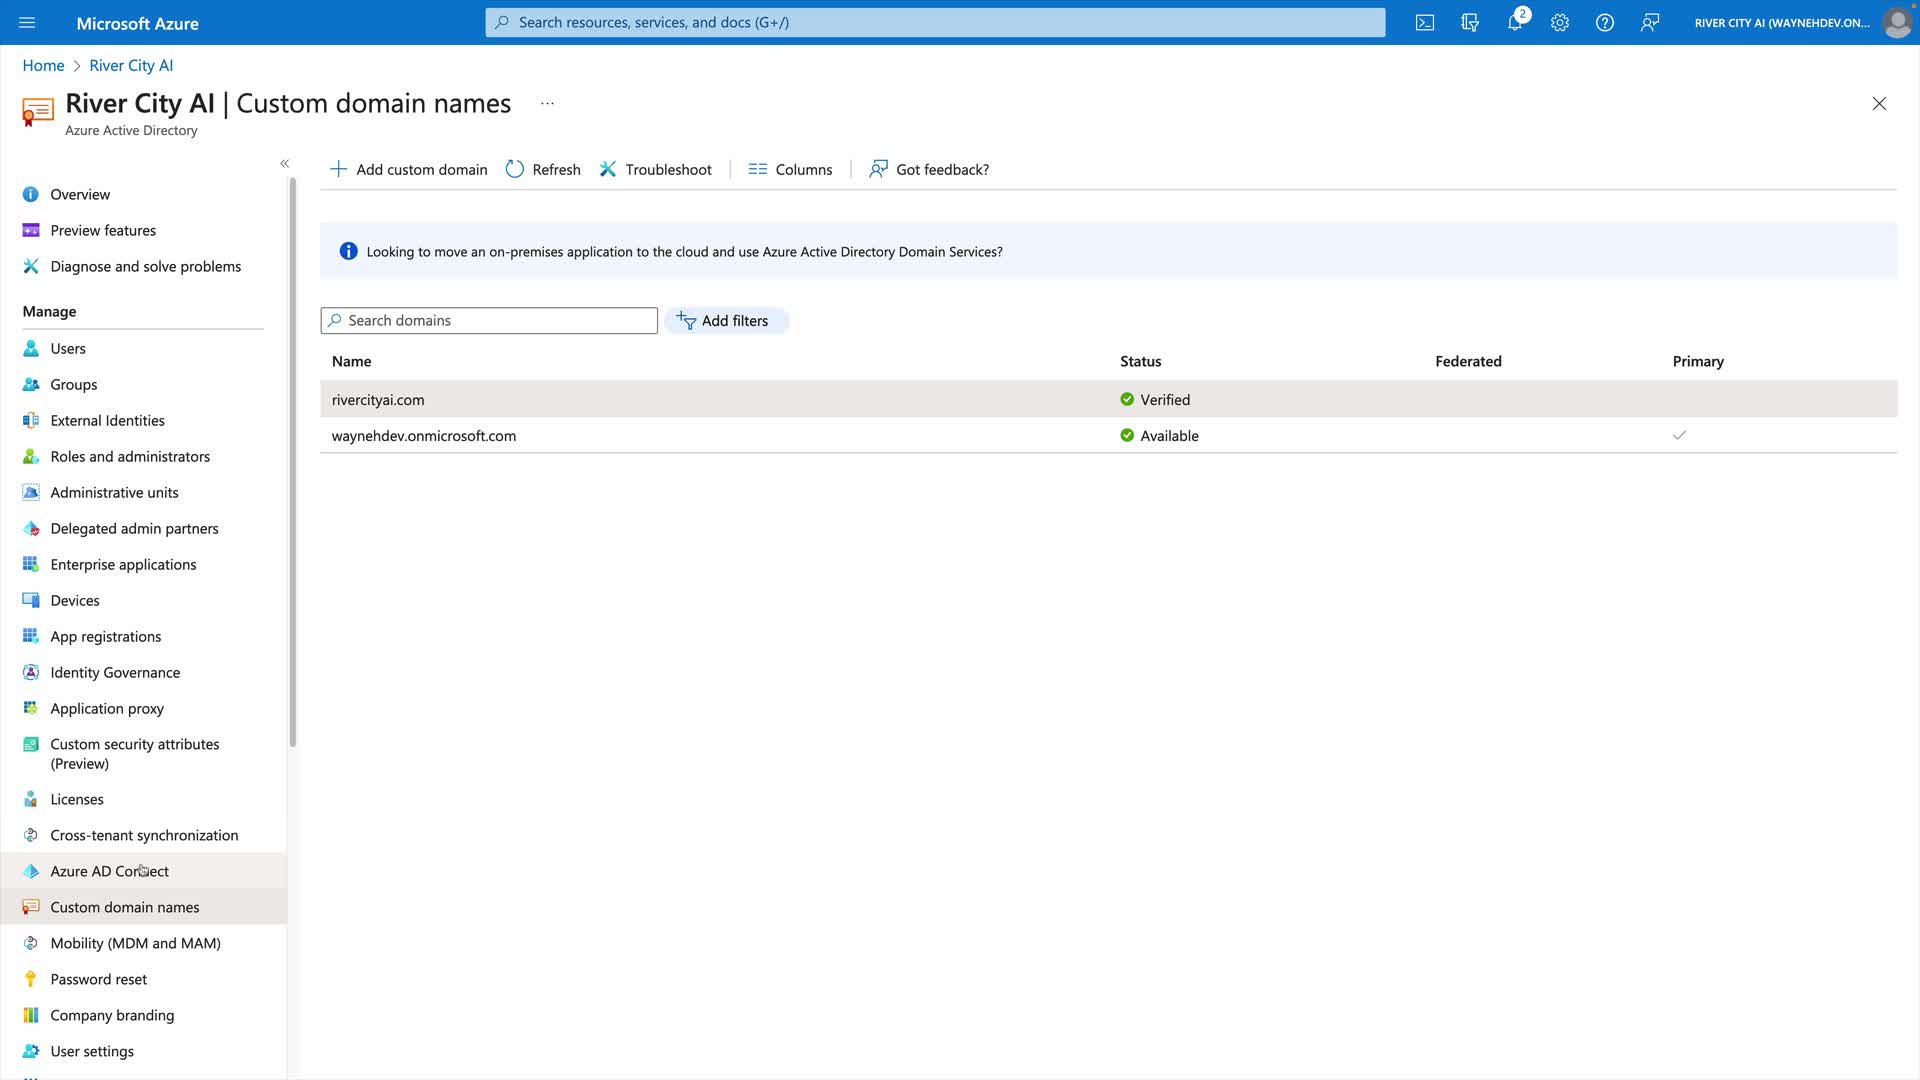 Microsoft Azure
Search resources, services, and docs (G+/)
2
RIVER CITY AI (WAYNEHDEV.ON...
Home > River City AI
River City AI | Custom domain names ...
Azure Active Directory
«
Add custom domain
Refresh
Troubleshoot
Columns
Got feedback?
Overview
Preview features
Diagnose and solve problems
Looking to move an on-premises application to the cloud and use Azure Active Directory Domain Services?
Manage
Search domains
Add filters
Users
Name Status Federated Primary
Groups
rivercityai.com Verified
External Identities
waynehdev.onmicrosoft.com Available
Roles and administrators
Administrative units
Delegated admin partners
Enterprise applications
Devices
App registrations
Identity Governance
Application proxy
Custom security attributes
(Preview)
Licenses
Cross-tenant synchronization
Azure AD Connect
Custom domain names
Mobility (MDM and MAM)
Password reset
Company branding
User settings